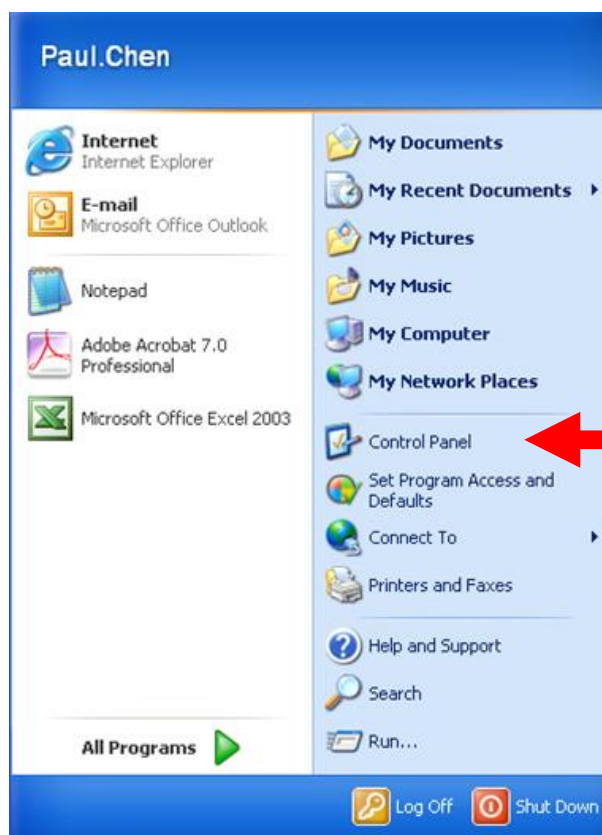 Paul.Chen
Internet
Internet Explorer
E-mail
Microsoft Office Outlook
Notepad
Adobe Acrobat 7.0
Professional
Microsoft Office Excel 2003
All Programs
My Documents
My Recent Documents
My Pictures
My Music
My Computer
My Network Places
Control Panel
Set Program Access and
Defaults
Connect To
Printers and Faxes
Help and Support
Search
Run...
Log Off
Shut Down